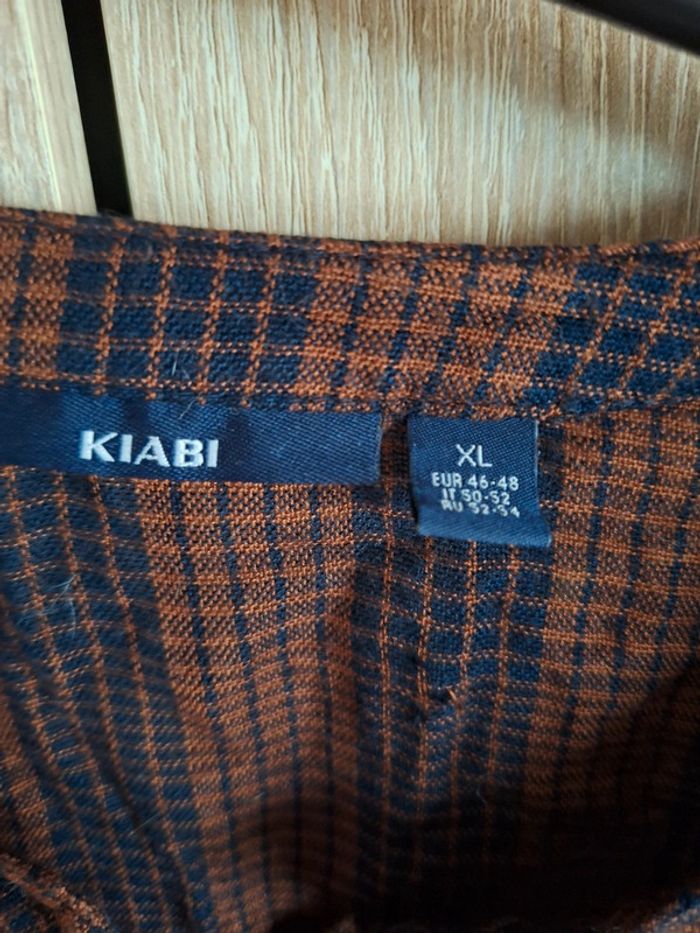 KIABI
XL
EUR 46-48
IT 50-52
RU 52-54